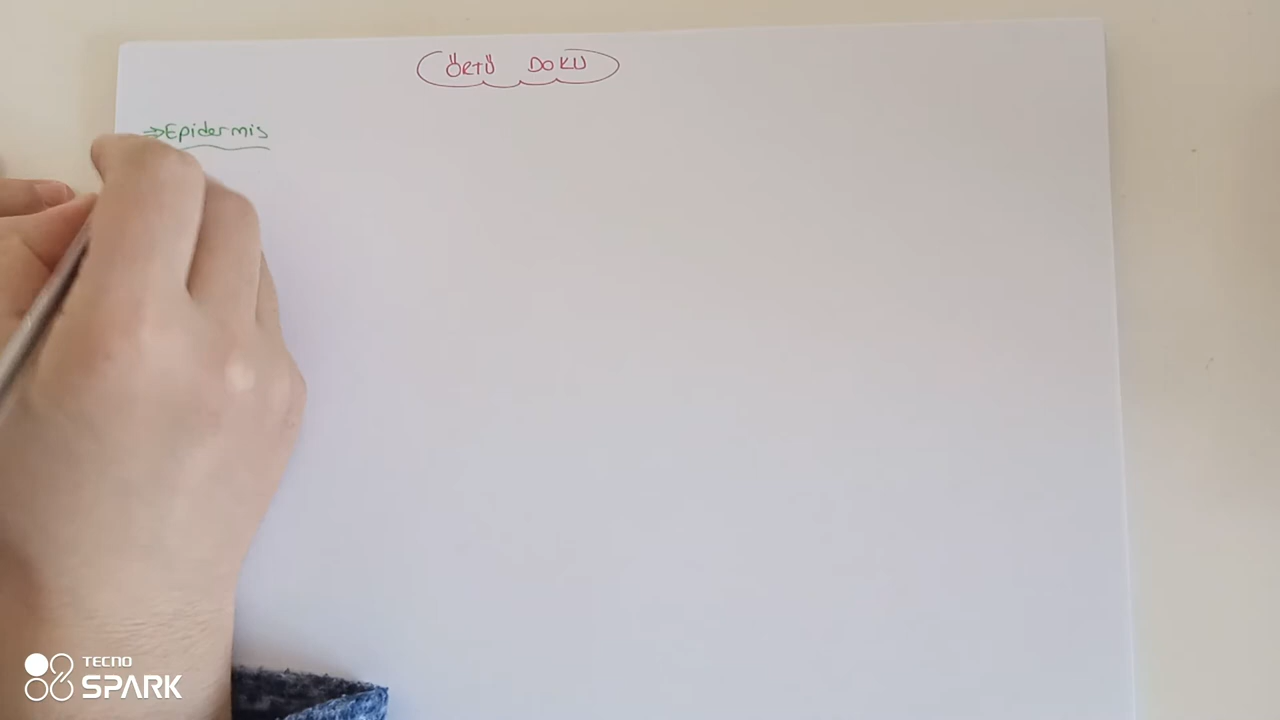 ÖRTÜ DOKU
→Epidermis
TECNO
SPARK